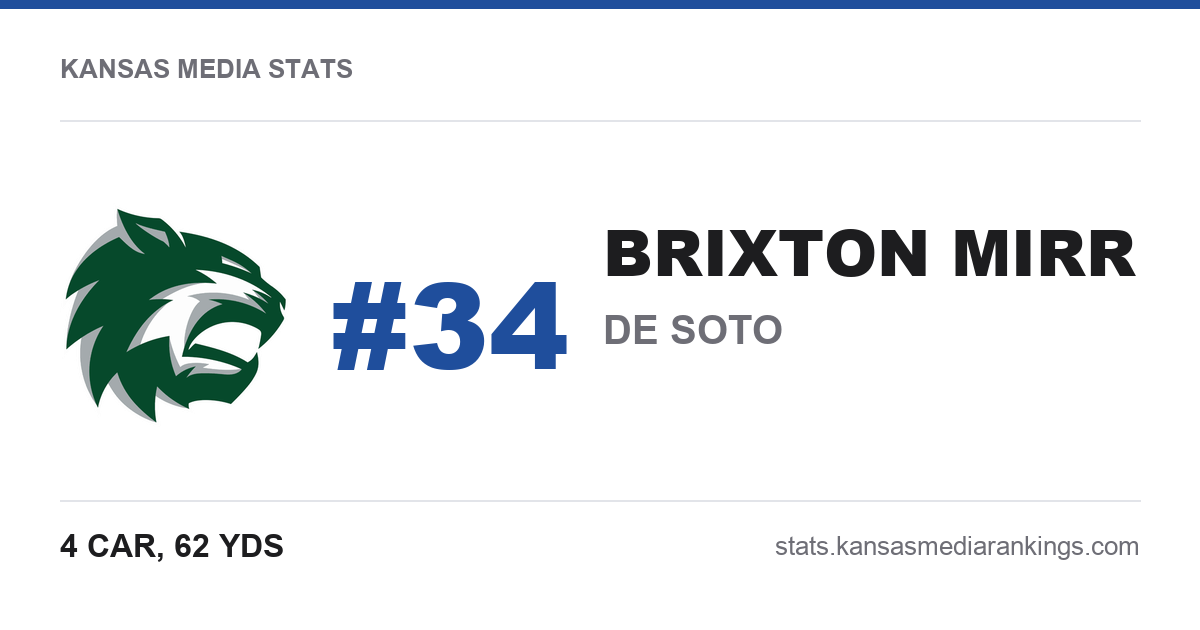 KANSAS MEDIA STATS
#34
BRIXTON MIRR
DE SOTO
4 CAR, 62 YDS
stats.kansasmediarankings.com